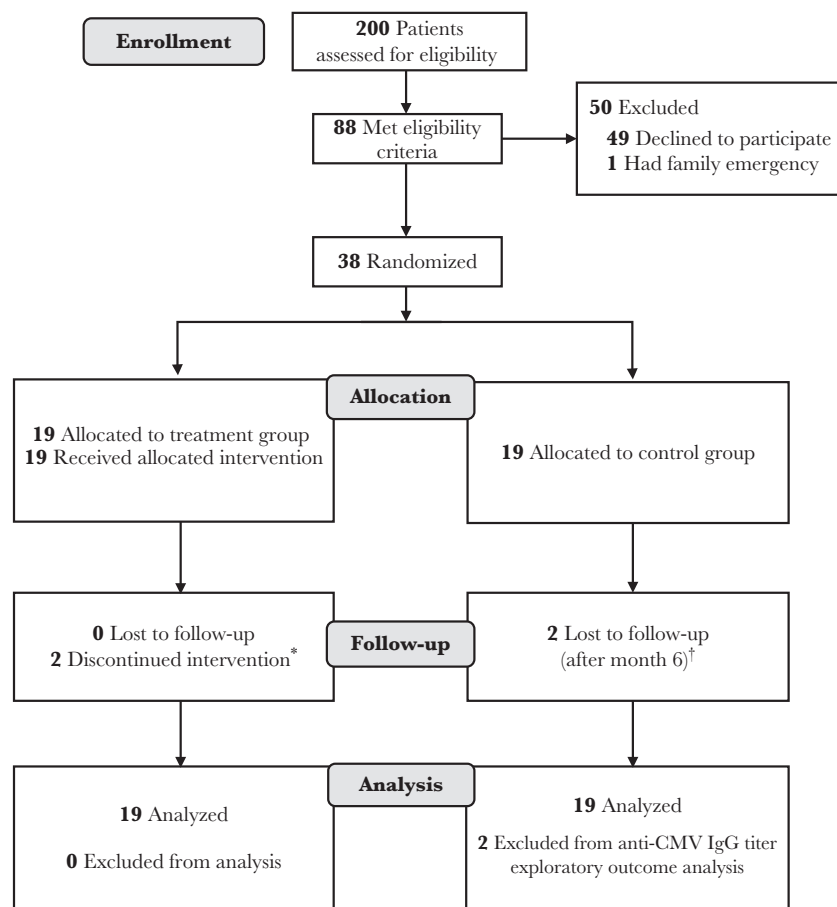 Enrollment
200 Patients
assessed for eligibility
88 Met eligibility
criteria
50 Excluded
49 Declined to participate
1 Had family emergency
38 Randomized
Allocation
19 Allocated to treatment group
19 Received allocated intervention
19 Allocated to control group
Follow-up
0 Lost to follow-up
2 Discontinued intervention*
2 Lost to follow-up
(after month 6)†
Analysis
19 Analyzed
0 Excluded from analysis
19 Analyzed
2 Excluded from anti-CMV IgG titer
exploratory outcome analysis